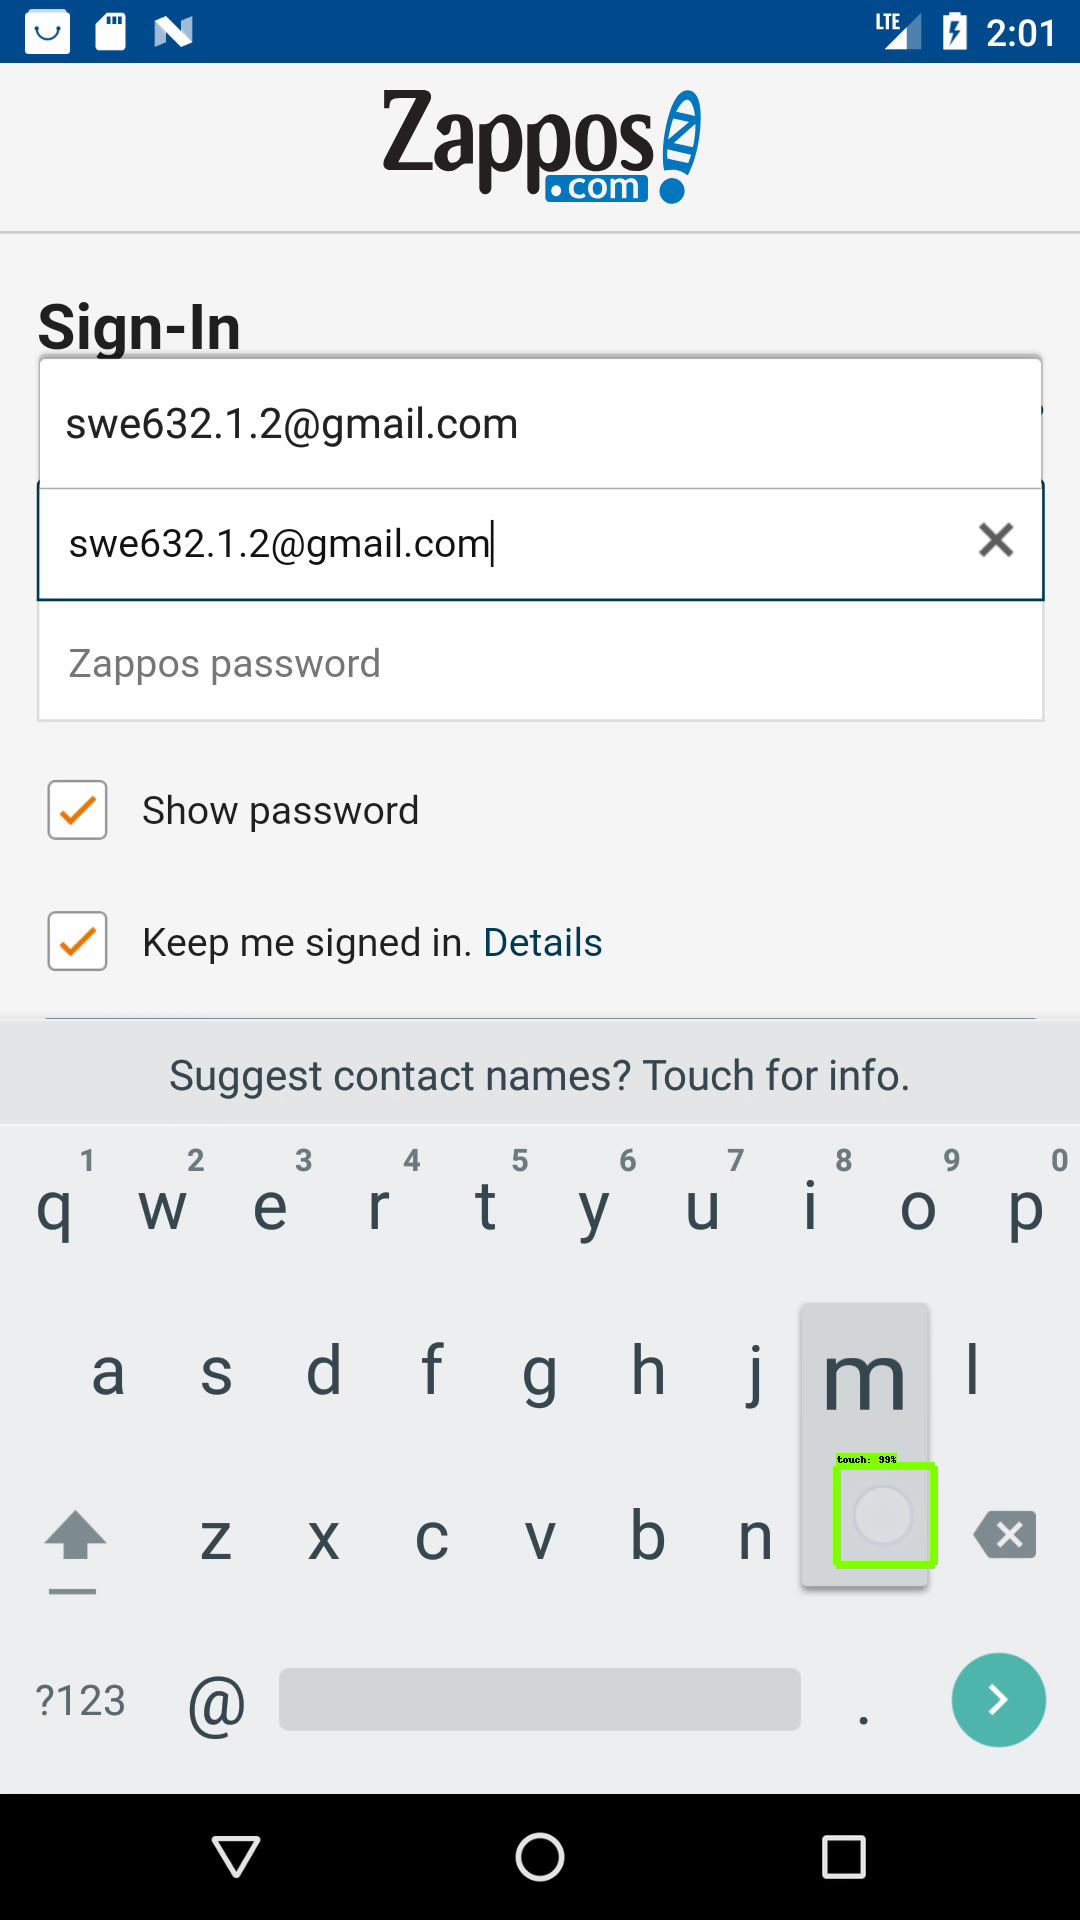 LTE 2:01
Zappos
.com
Sign-In
swe632.1.2@gmail.com
swe632.1.2@gmail.com
Zappos password
Show password
Keep me signed in. Details
Suggest contact names? Touch for info.
1 2 3 4 5 6 7 8 9 0
q w e r t y u i o p
a s d f g h j m l
touch: 99%
z x c v b n
?123 @ .